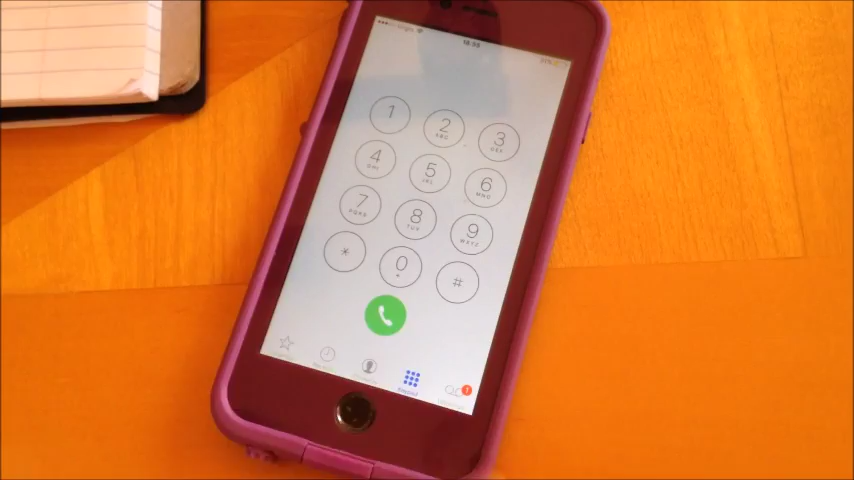 1
2
ABC
3
DEF
4
GHI
5
JKL
6
MNO
7
PQRS
8
TUV
9
WXYZ
*
0
+
#
Keypad
1